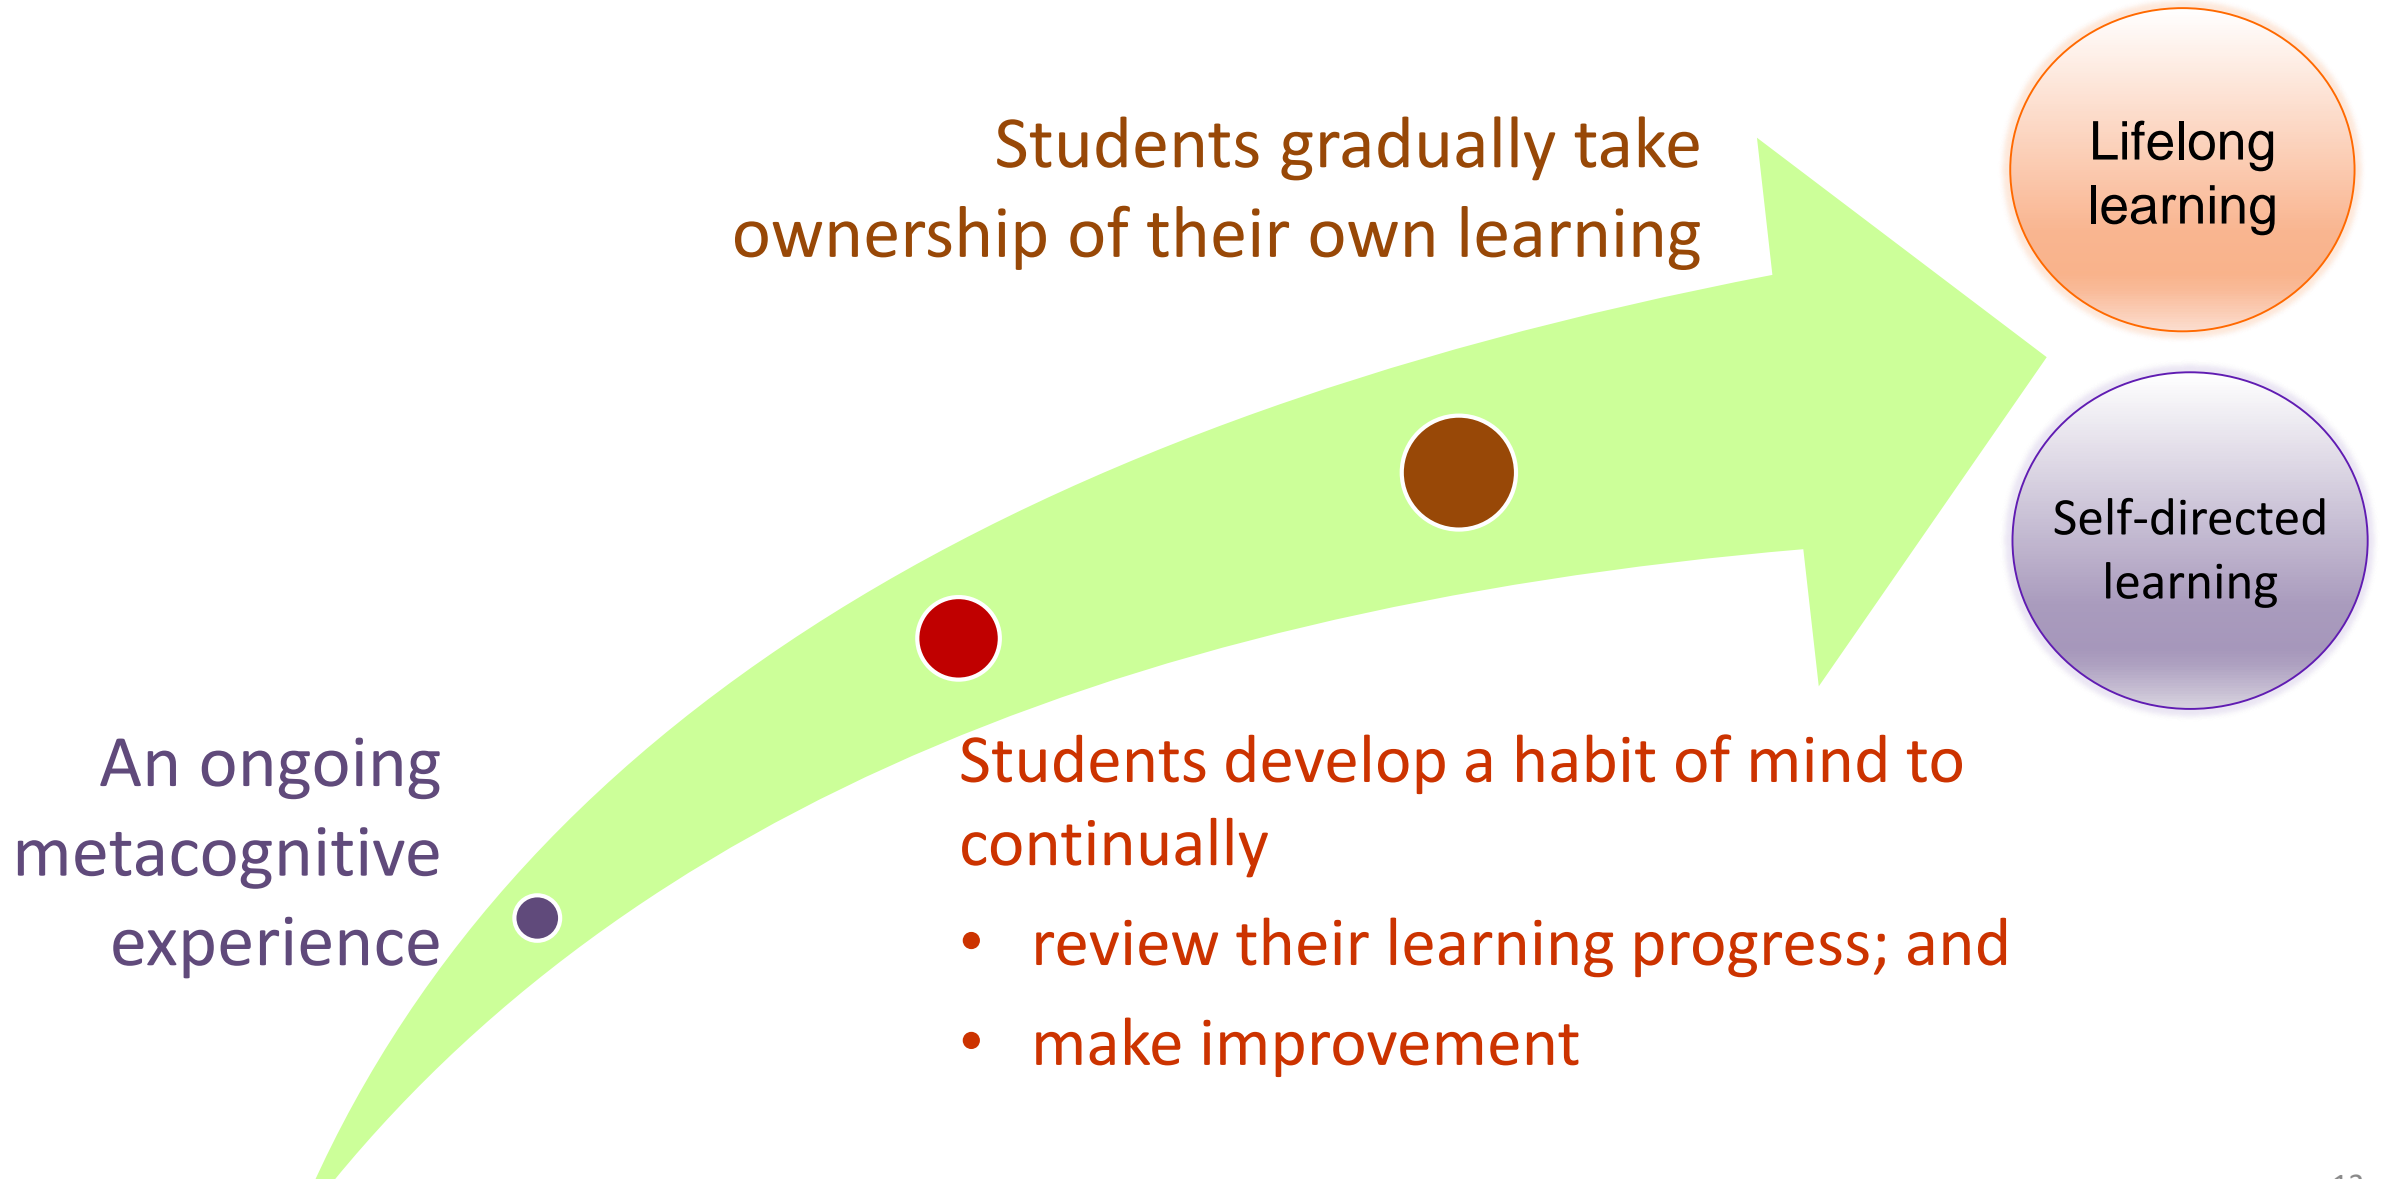 Students gradually take
ownership of their own learning
Lifelong
learning
Self-directed
learning
An ongoing
metacognitive
experience
Students develop a habit of mind to
continually
• review their learning progress; and
• make improvement